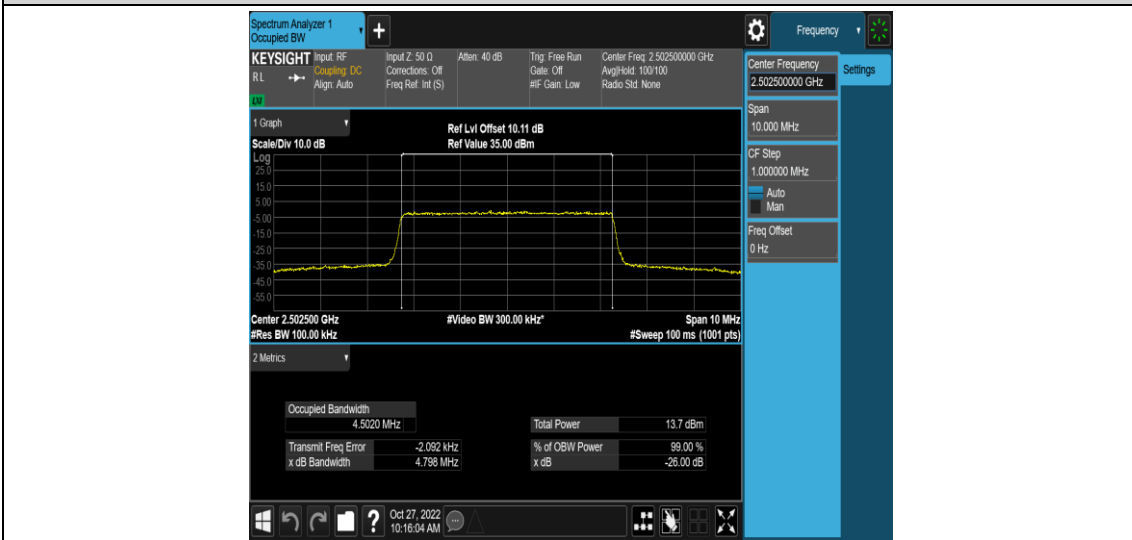 Spectrum Analyzer 1
Occupied BW
Frequency
KEYSIGHT
RL
Input: RF
Coupling: DC
Align: Auto
Input Z: 50 Ω
Corrections: Off
Freq Ref: Int (S)
Atten: 40 dB
Trig: Free Run
Gate: Off
#IF Gain: Low
Center Freq: 2.502500000 GHz
Avg|Hold: 100/100
Radio Std: None
Center Frequency
2.502500000 GHz
Settings
Span
10.000 MHz
CF Step
1.000000 MHz
Auto
Man
Freq Offset
0 Hz
1 Graph
Scale/Div 10.0 dB
Ref Lvl Offset 10.11 dB
Ref Value 35.00 dBm
Log
25.0
15.0
5.00
-5.00
-15.0
-25.0
-35.0
-45.0
-55.0
Center 2.502500 GHz
#Video BW 300.00 kHz*
Span 10 MHz
#Res BW 100.00 kHz
#Sweep 100 ms (1001 pts)
2 Metrics
Occupied Bandwidth
4.5020 MHz
Total Power 13.7 dBm
Transmit Freq Error -2.092 kHz
% of OBW Power 99.00 %
x dB Bandwidth 4.798 MHz
x dB -26.00 dB
Oct 27, 2022
10:16:04 AM